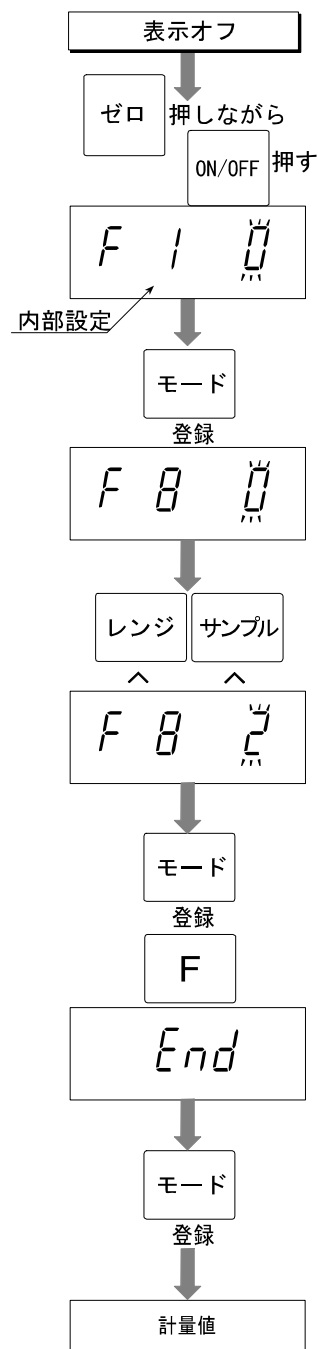 表示オフ
ゼロ 押しながら
ON/OFF 押す
F 1 0
内部設定
モード
登録
F 8 0
レンジ サンプル
^ ^
F 8 2
モード
登録
F
End
モード
登録
計量値